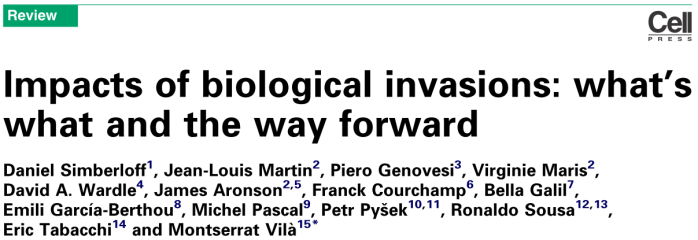 Review
Cell
PRESS
Impacts of biological invasions: what's
what and the way forward
Daniel Simberloff1, Jean-Louis Martin2, Piero Genovesi3, Virginie Maris2,
David A. Wardle4, James Aronson2,5, Franck Courchamp6, Bella Galil7,
Emili García-Berthou8, Michel Pascal9, Petr Pyšek10,11, Ronaldo Sousa12,13,
Eric Tabacchi14 and Montserrat Vilà15*